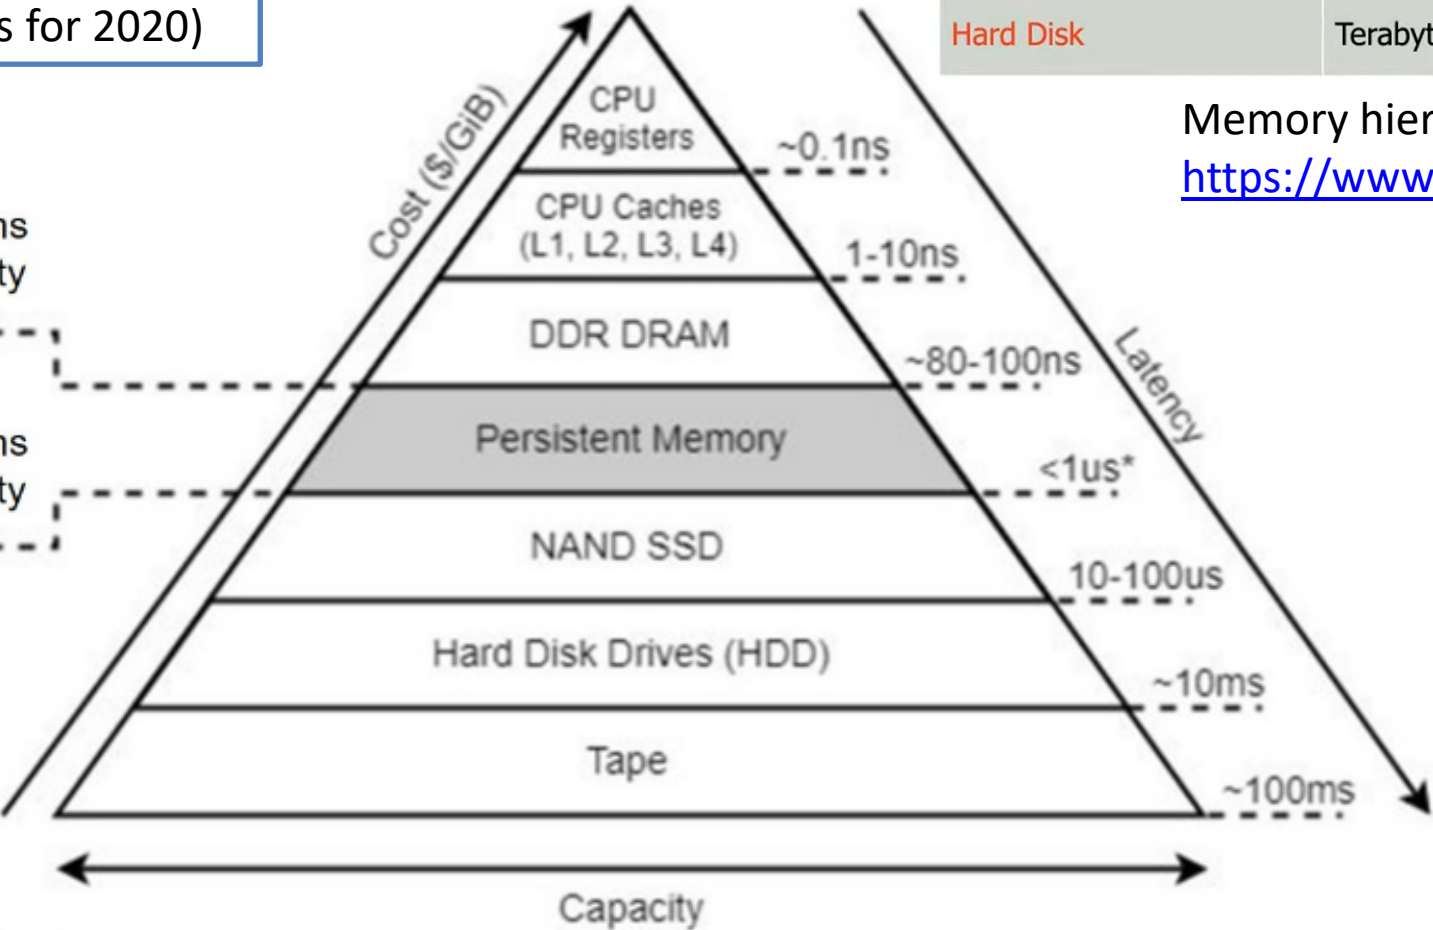 s for 2020)
Hard Disk
Terabyt
Memory hier
https://www
Cost ($/GiB)
CPU
Registers
~0.1ns
CPU Caches
(L1, L2, L3, L4)
1-10ns
ns
ty
DDR DRAM
~80-100ns
Latency
Persistent Memory
<1us*
ns
ty
NAND SSD
10-100us
Hard Disk Drives (HDD)
~10ms
Tape
~100ms
Capacity